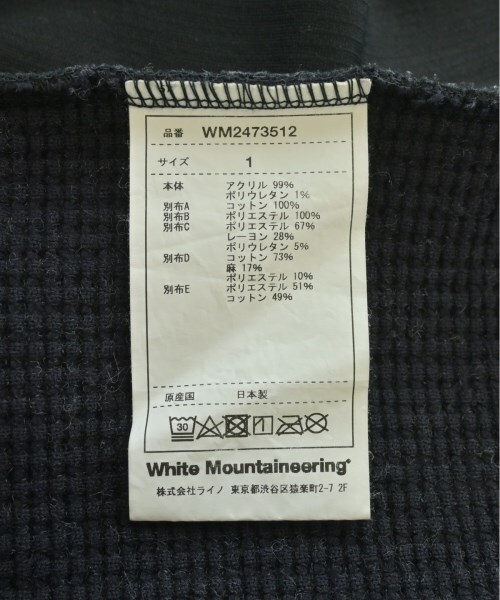 品番 WM2473512
サイズ 1
本体 アクリル 99%
ポリウレタン 1%
別布A コットン 100%
別布B ポリエステル 100%
別布C ポリエステル 67%
レーヨン 28%
ポリウレタン 5%
別布D コットン 73%
麻 17%
ポリエステル 10%
別布E ポリエステル 51%
コットン 49%
原産国 日本製
30
White Mountaineering®
株式会社ライノ 東京都渋谷区猿楽町2-7 2F